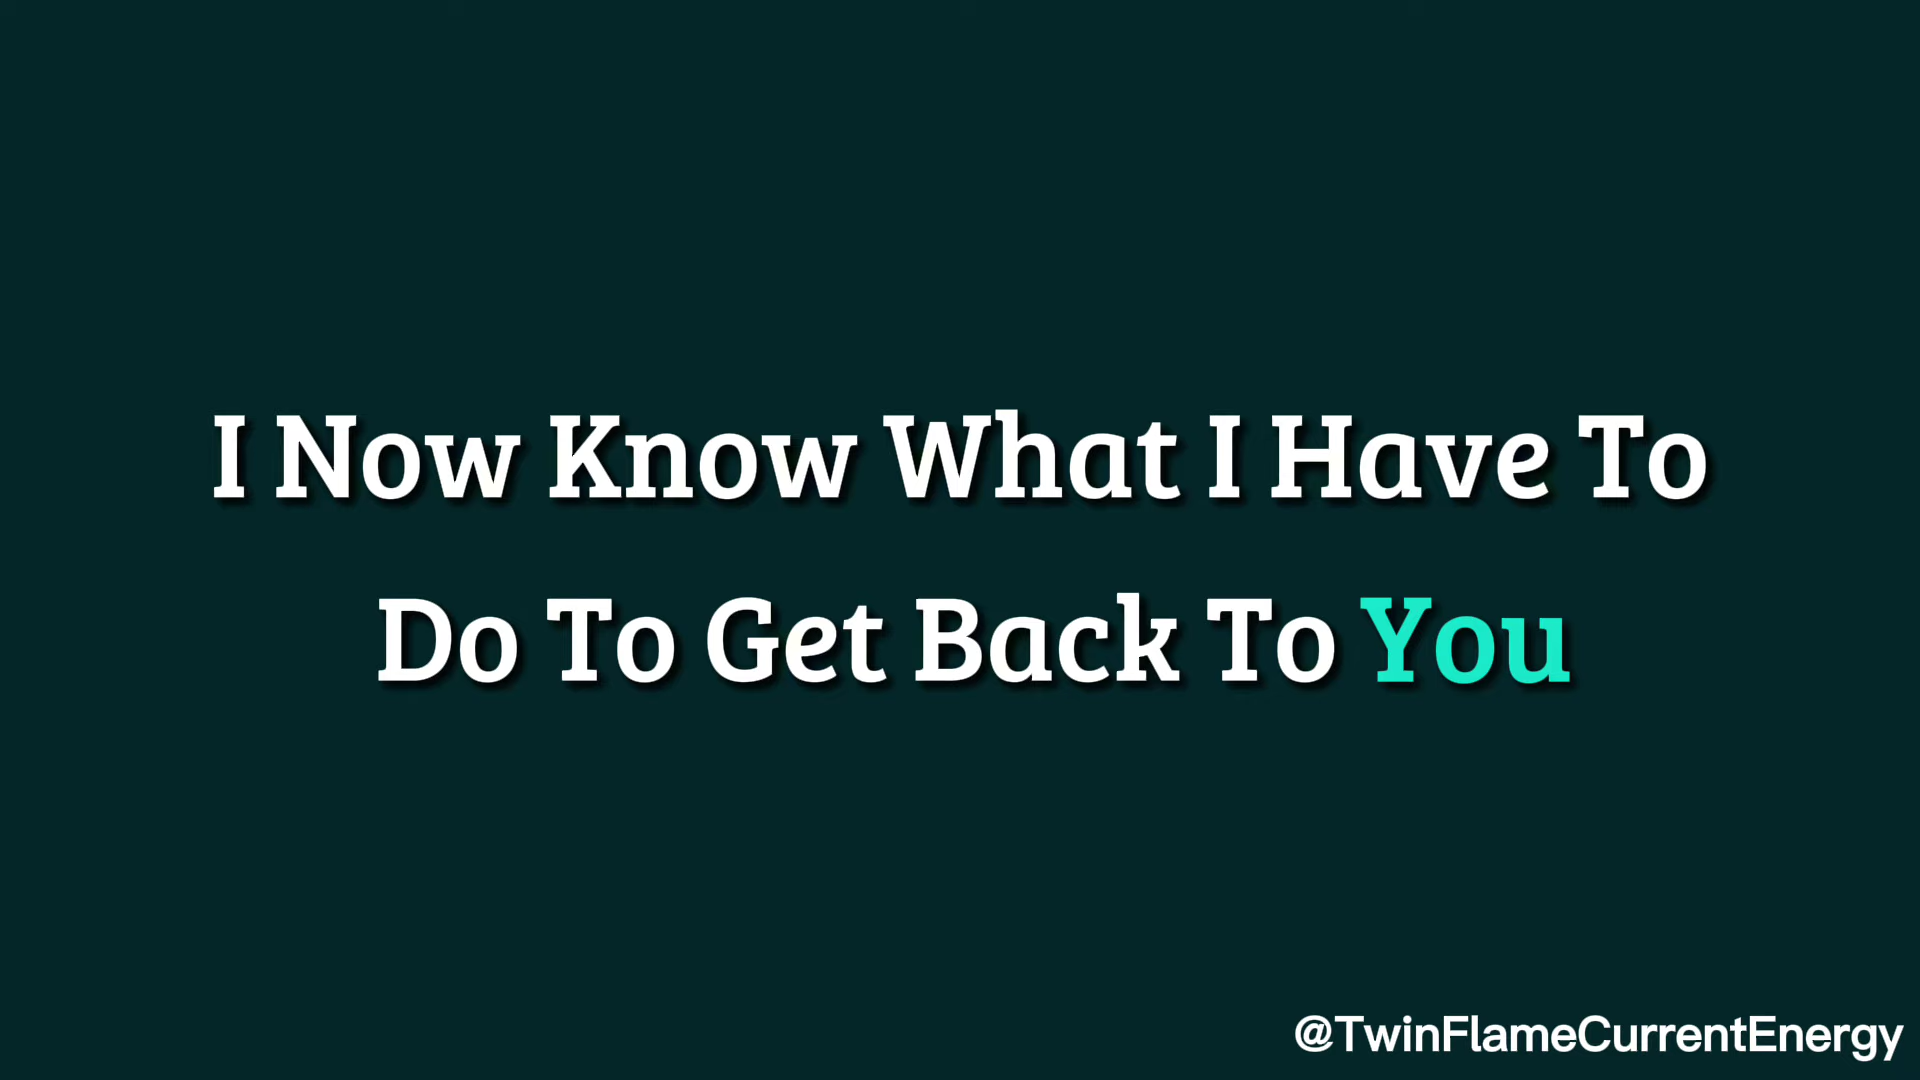 I Now Know What I Have To
Do To Get Back To You
@TwinFlameCurrentEnergy